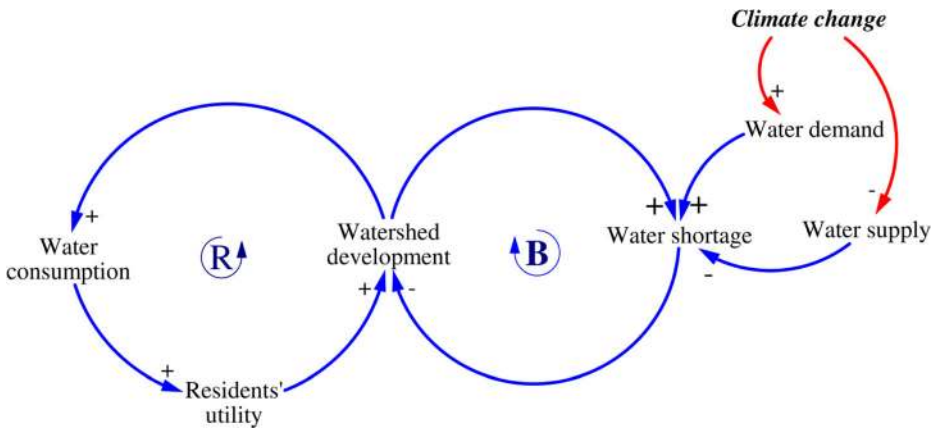 Climate change
+
Water demand
+
+
+
-
Water
consumption
R
Watershed
development
B
Water shortage
Water supply
+
-
-
+
Residents'
utility